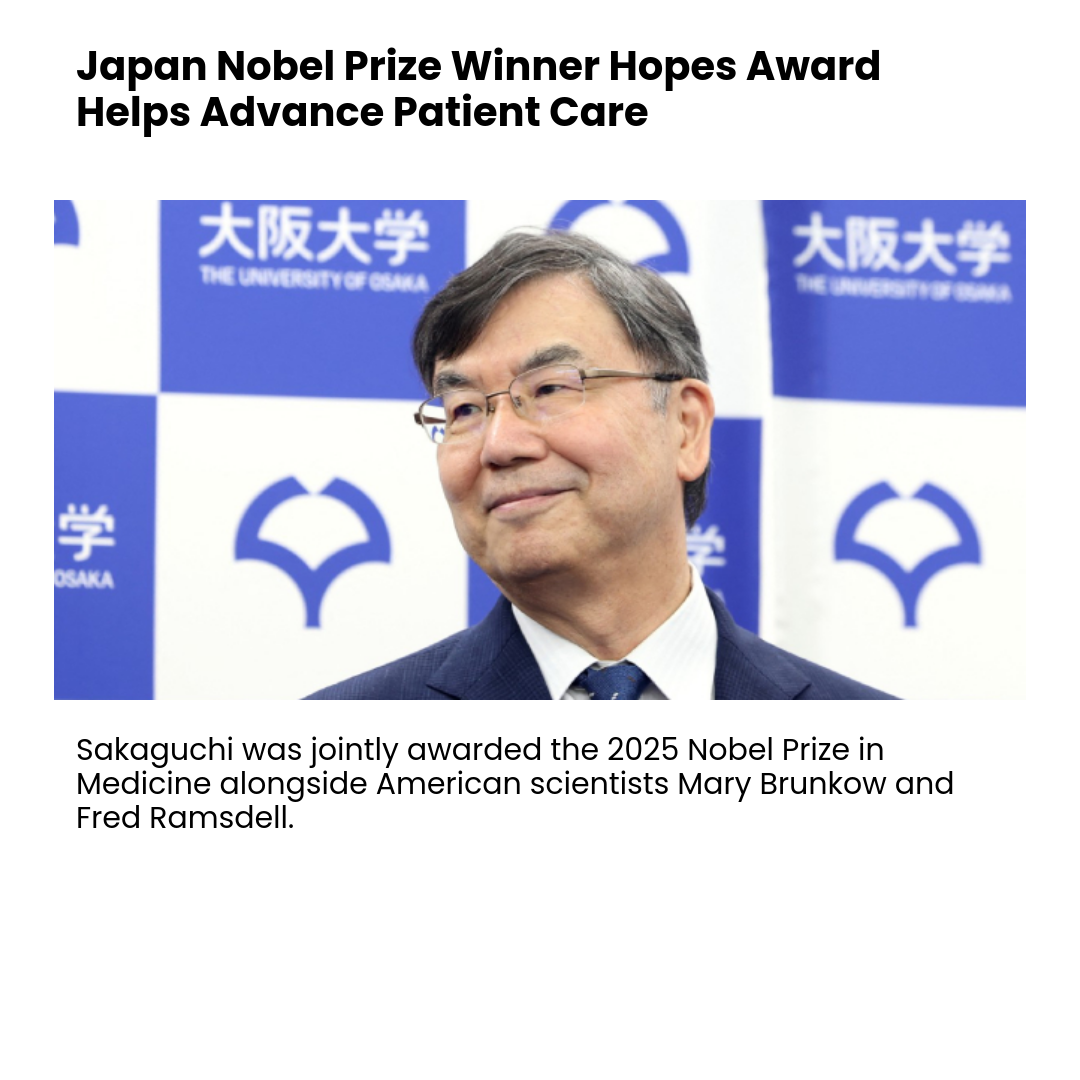 Japan Nobel Prize Winner Hopes Award
Helps Advance Patient Care
大阪大学
THE UNIVERSITY OF OSAKA
大阪大学
THE UNIVERSITY OF OSAKA
学
OSAKA
学
Sakaguchi was jointly awarded the 2025 Nobel Prize in
Medicine alongside American scientists Mary Brunkow and
Fred Ramsdell.